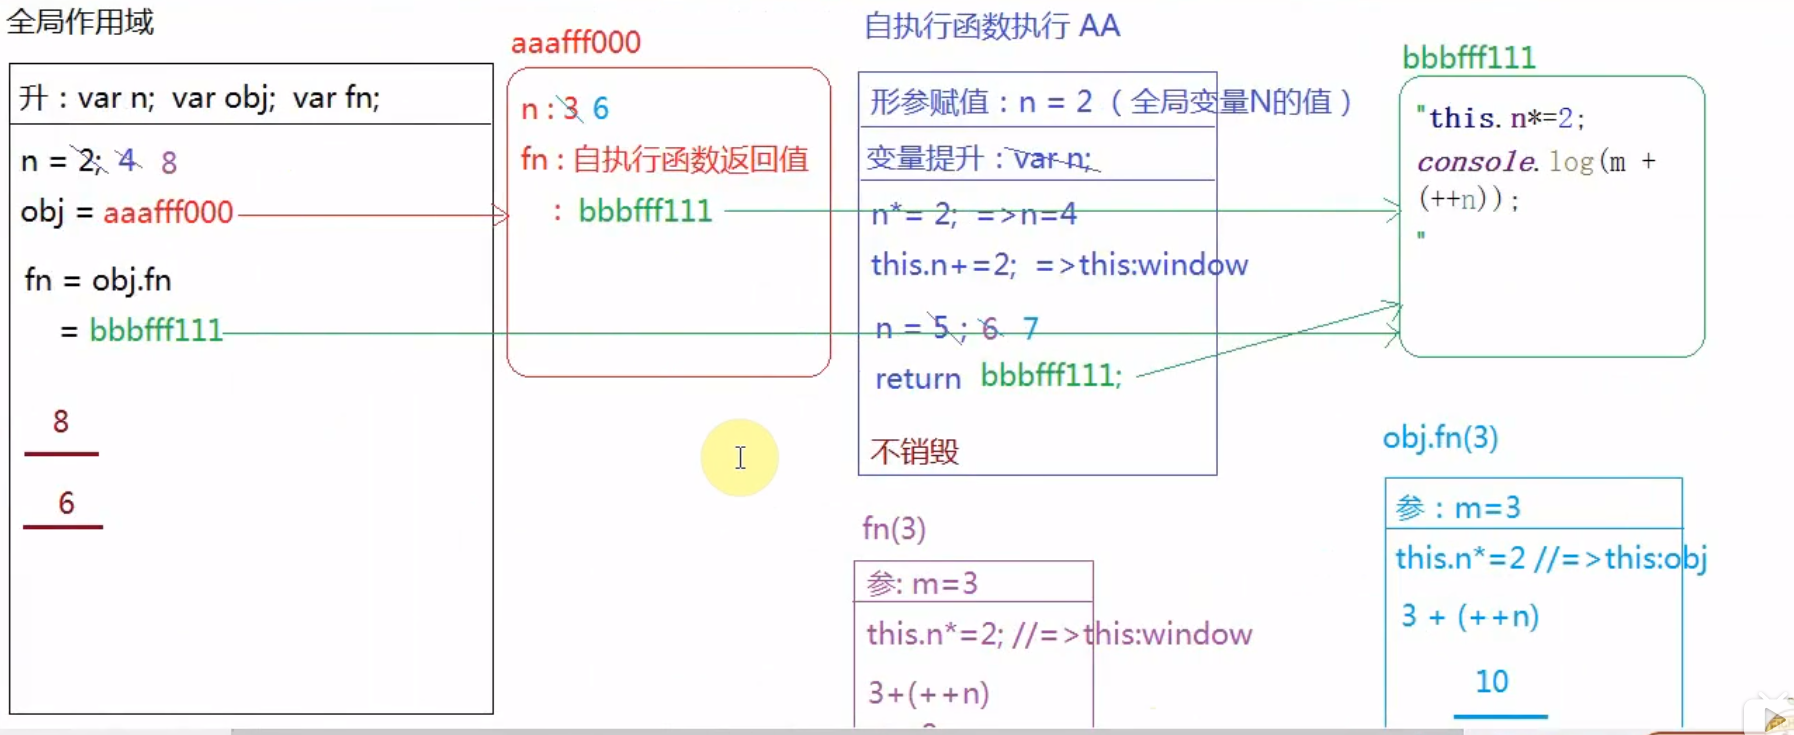 全局作用域
升：var n;  var obj;  var fn;
n = 2; 4 8
obj = aaafff000
fn = obj.fn
= bbbfff111
8
6
aaafff000
n : 3 6
fn : 自执行函数返回值
: bbbfff111
自执行函数执行 AA
形参赋值：n = 2 （ 全局变量N的值 ）
变量提升：var n;
n*= 2;  =>n=4
this.n+=2;  =>this:window
n = 5 ; 6 7
return bbbfff111;
不销毁
fn(3)
参: m=3
this.n*=2; //=>this:window
3+(++n)
bbbfff111
"this.n*=2;
console.log(m +
(++n));
"
obj.fn(3)
参：m=3
this.n*=2 //=>this:obj
3 + (++n)
10